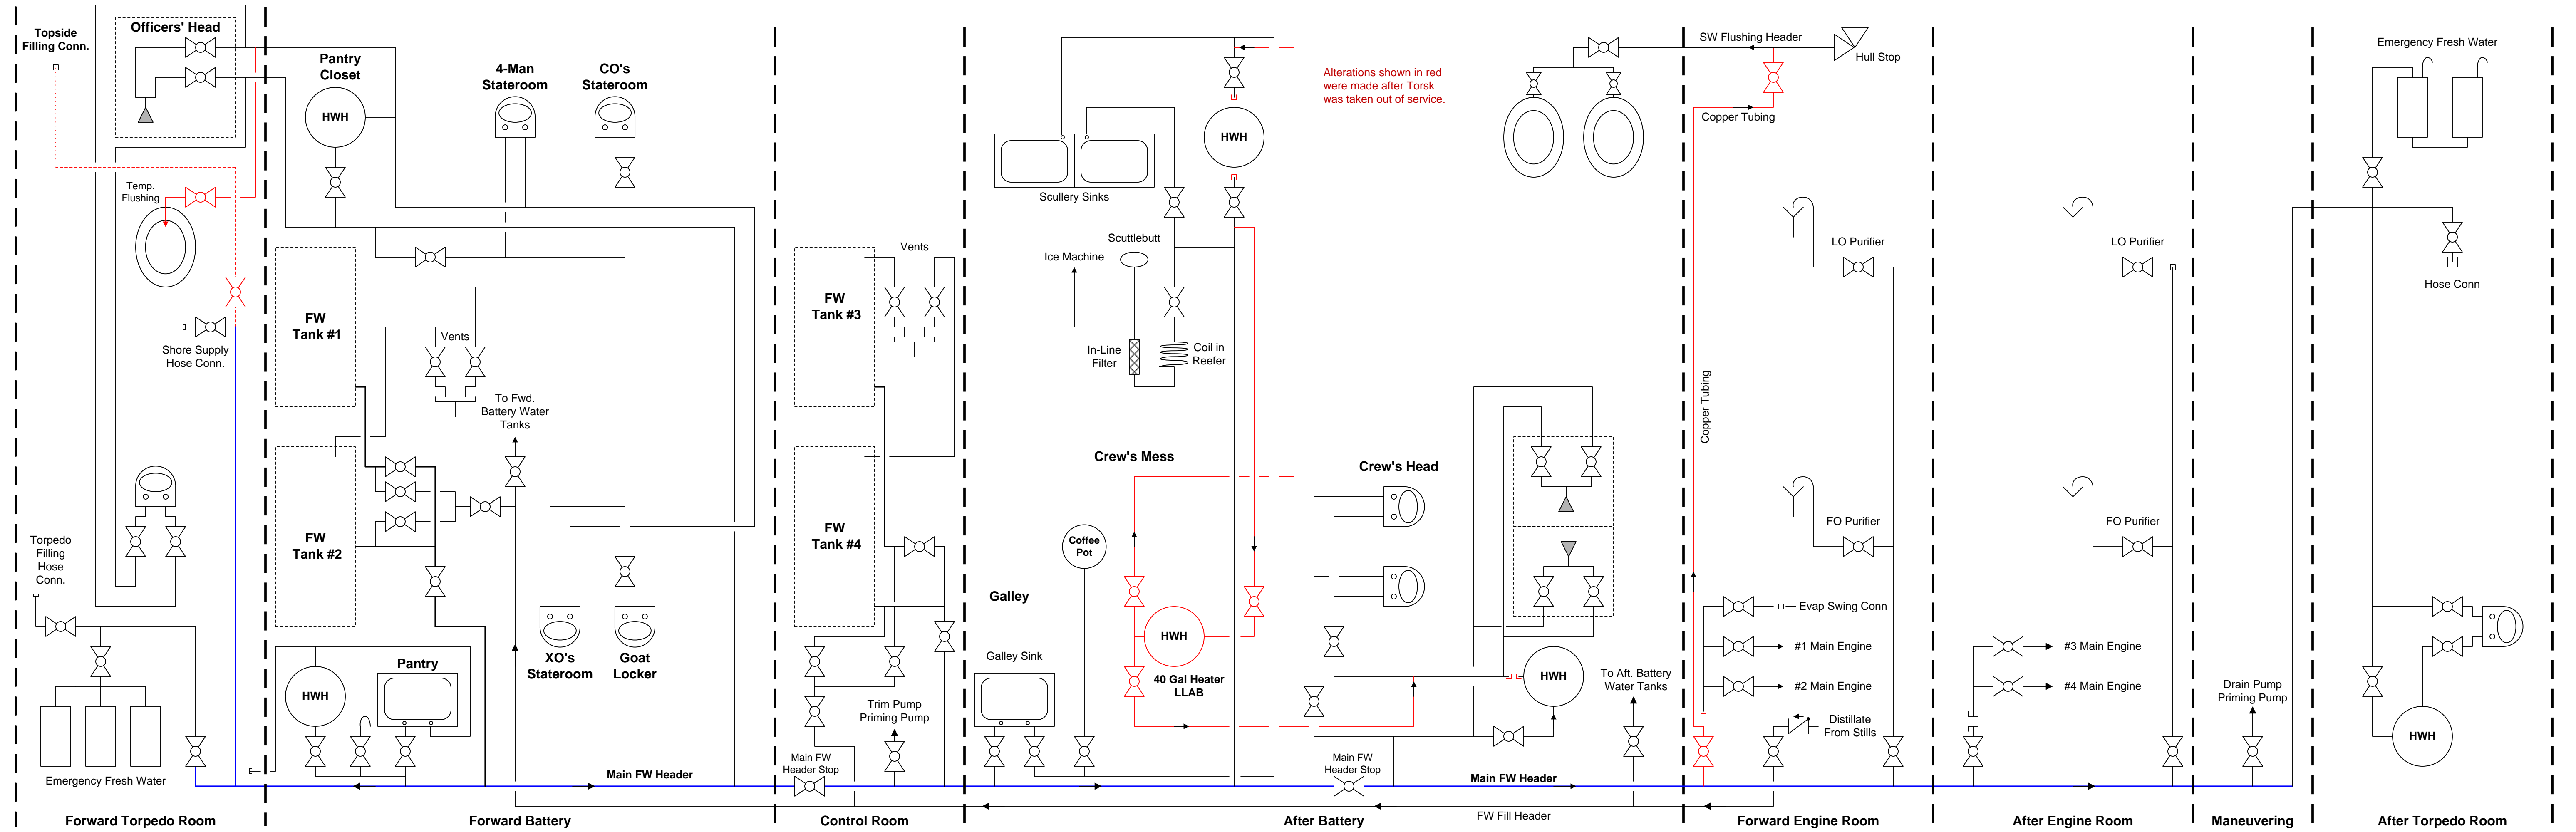 Topside
Filling Conn.
Officers' Head
Temp.
Flushing
Shore Supply
Hose Conn.
Torpedo
Filling
Hose
Conn.
Emergency Fresh Water
Forward Torpedo Room
Pantry
Closet
HWH
4-Man
Stateroom
CO's
Stateroom
FW
Tank #1
Vents
To Fwd.
Battery Water
Tanks
FW
Tank #2
XO's
Stateroom
Goat
Locker
HWH
Pantry
Main FW Header
Forward Battery
FW
Tank #3
Vents
FW
Tank #4
Trim Pump
Priming Pump
Main FW
Header Stop
Control Room
Scullery Sinks
HWH
Alterations shown in red
were made after Torsk
was taken out of service.
Scuttlebutt
Ice Machine
In-Line
Filter
Coil in
Reefer
Crew's Mess
Crew's Head
Coffee
Pot
Galley
Galley Sink
HWH
40 Gal Heater
LLAB
HWH
To Aft. Battery
Water Tanks
Main FW
Header Stop
Main FW Header
FW Fill Header
After Battery
SW Flushing Header
Hull Stop
Copper Tubing
LO Purifier
Copper Tubing
FO Purifier
Evap Swing Conn
#1 Main Engine
#2 Main Engine
Distillate
From Stills
Forward Engine Room
LO Purifier
FO Purifier
#3 Main Engine
#4 Main Engine
After Engine Room
Drain Pump
Priming Pump
Maneuvering
Emergency Fresh Water
Hose Conn
HWH
After Torpedo Room